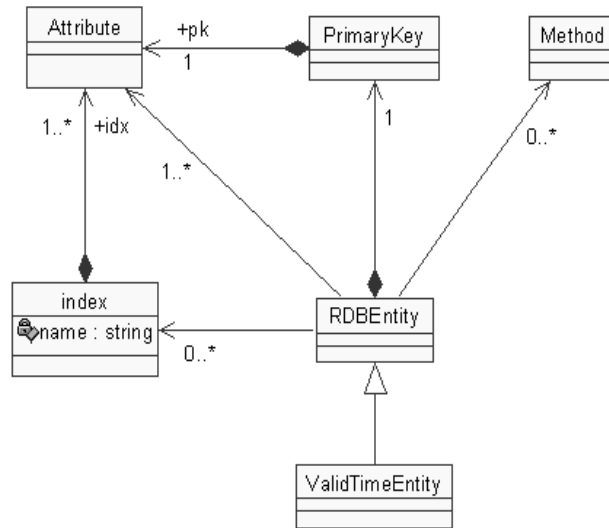 Attribute
+pk
1
PrimaryKey
Method
1..*
+idx
1..*
1
0..*
index
name : string
0..*
RDBEntity
ValidTimeEntity